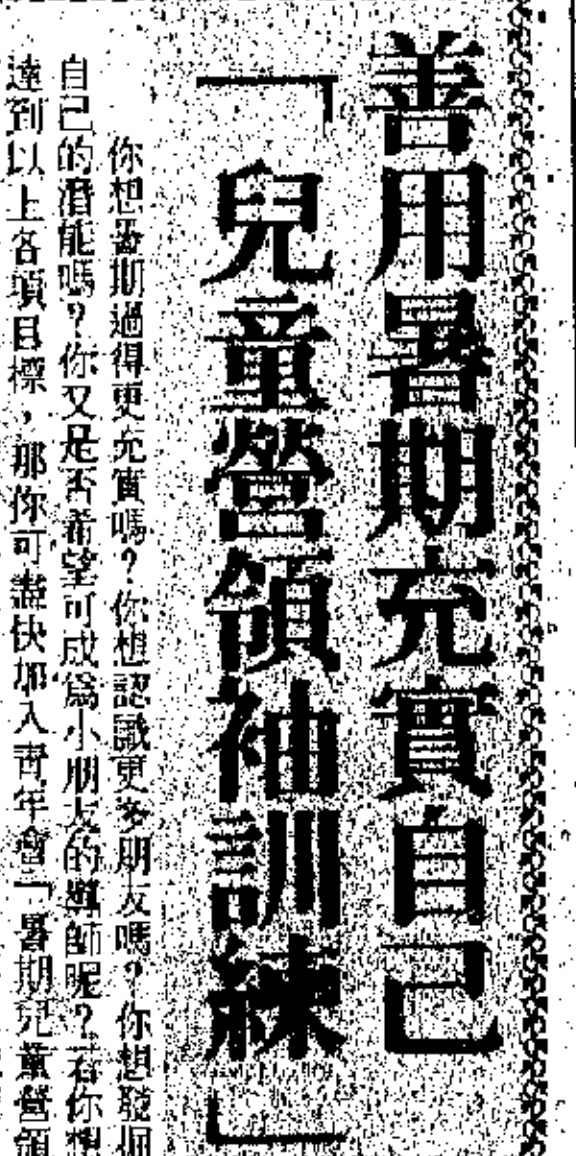 善用暑期充實自己
「兒童營領袖訓練」
你想暑期過得更充實嗎？你想認識更多朋友嗎？你想發掘
自己的潛能嗎？你又是否希望可成爲小朋友的導師呢？若你想
達到以上各項目標，那你可盡快加入青年會「暑期兒童營領